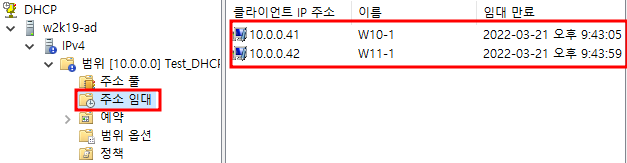 DHCP
w2k19-ad
IPv4
범위 [10.0.0.0] Test_DHCP
주소 풀
주소 임대
예약
범위 옵션
정책
클라이언트 IP 주소 이름 임대 만료
10.0.0.41 W10-1 2022-03-21 오후 9:43:05
10.0.0.42 W11-1 2022-03-21 오후 9:43:59